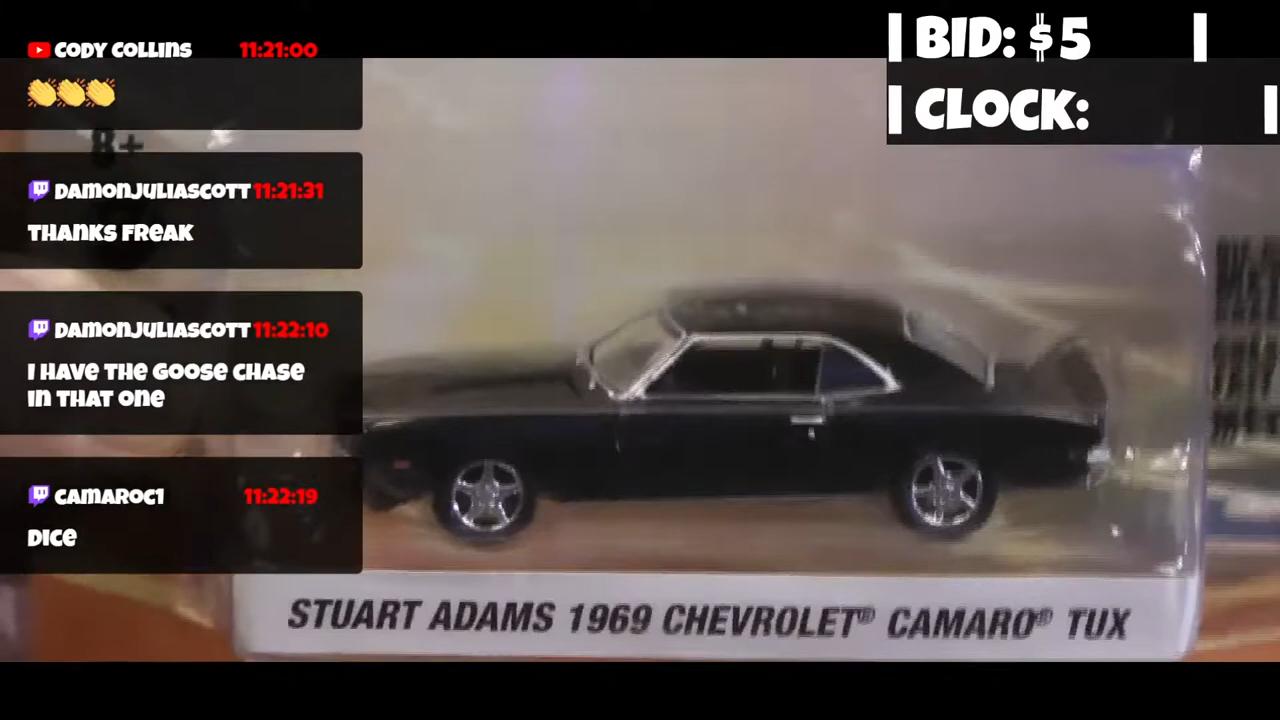 CODY COLLINS 11:21:00
👏👏👏
8+
DAMONJULIASCOTT 11:21:31
THANKS FREAK
DAMONJULIASCOTT 11:22:10
I HAVE THE GOOSE CHASE
IN THAT ONE
CAMAROC1 11:22:19
DICE
| BID: $5 |
| CLOCK: |
STUART ADAMS 1969 CHEVROLET® CAMARO® TUX